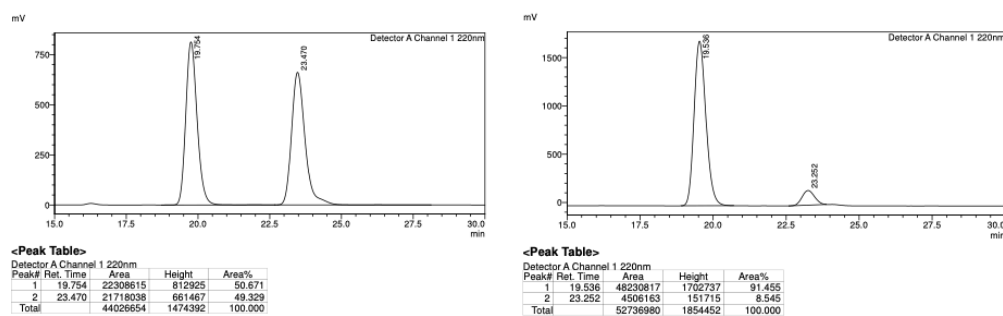 mV
Detector A Channel 1 220nm
19.754
23.470
750
500
250
0
15.0 17.5 20.0 22.5 25.0 27.5 30.0
min
<Peak Table>
Detector A Channel 1 220nm
Peak# Ret. Time Area Height Area%
1 19.754 22308615 812925 50.671
2 23.470 21718038 661467 49.329
Total 44026654 1474392 100.000
mV
Detector A Channel 1 220nm
19.536
23.252
1500
1000
500
0
15.0 17.5 20.0 22.5 25.0 27.5 30.0
min
<Peak Table>
Detector A Channel 1 220nm
Peak# Ret. Time Area Height Area%
1 19.536 48230817 1702737 91.455
2 23.252 4506163 151715 8.545
Total 52736980 1854452 100.000